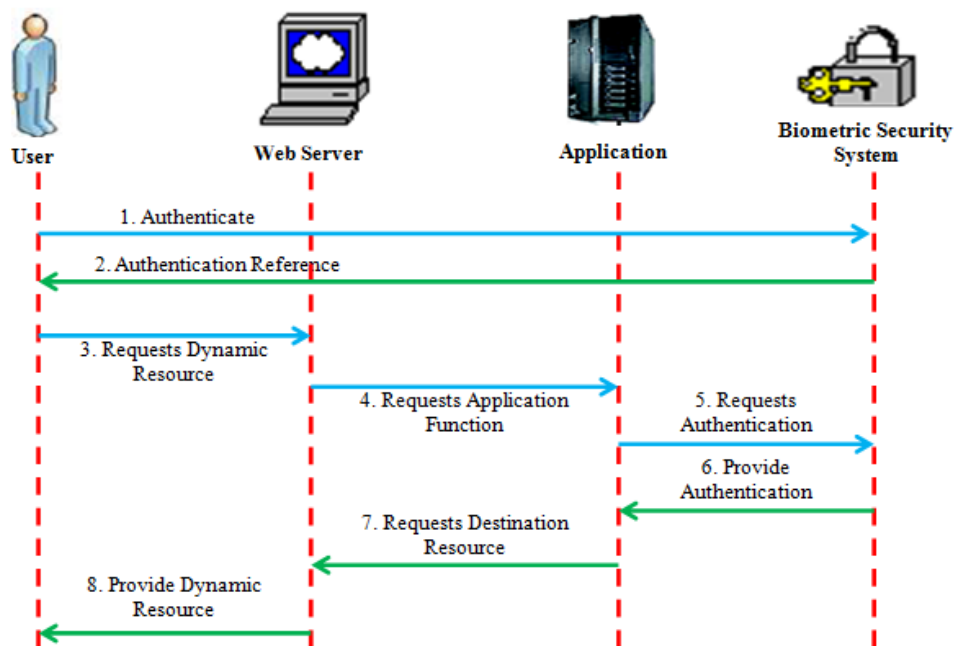 User
Web Server
Application
Biometric Security
System
1. Authenticate
2. Authentication Reference
3. Requests Dynamic
Resource
4. Requests Application
Function
5. Requests
Authentication
6. Provide
Authentication
7. Requests Destination
Resource
8. Provide Dynamic
Resource